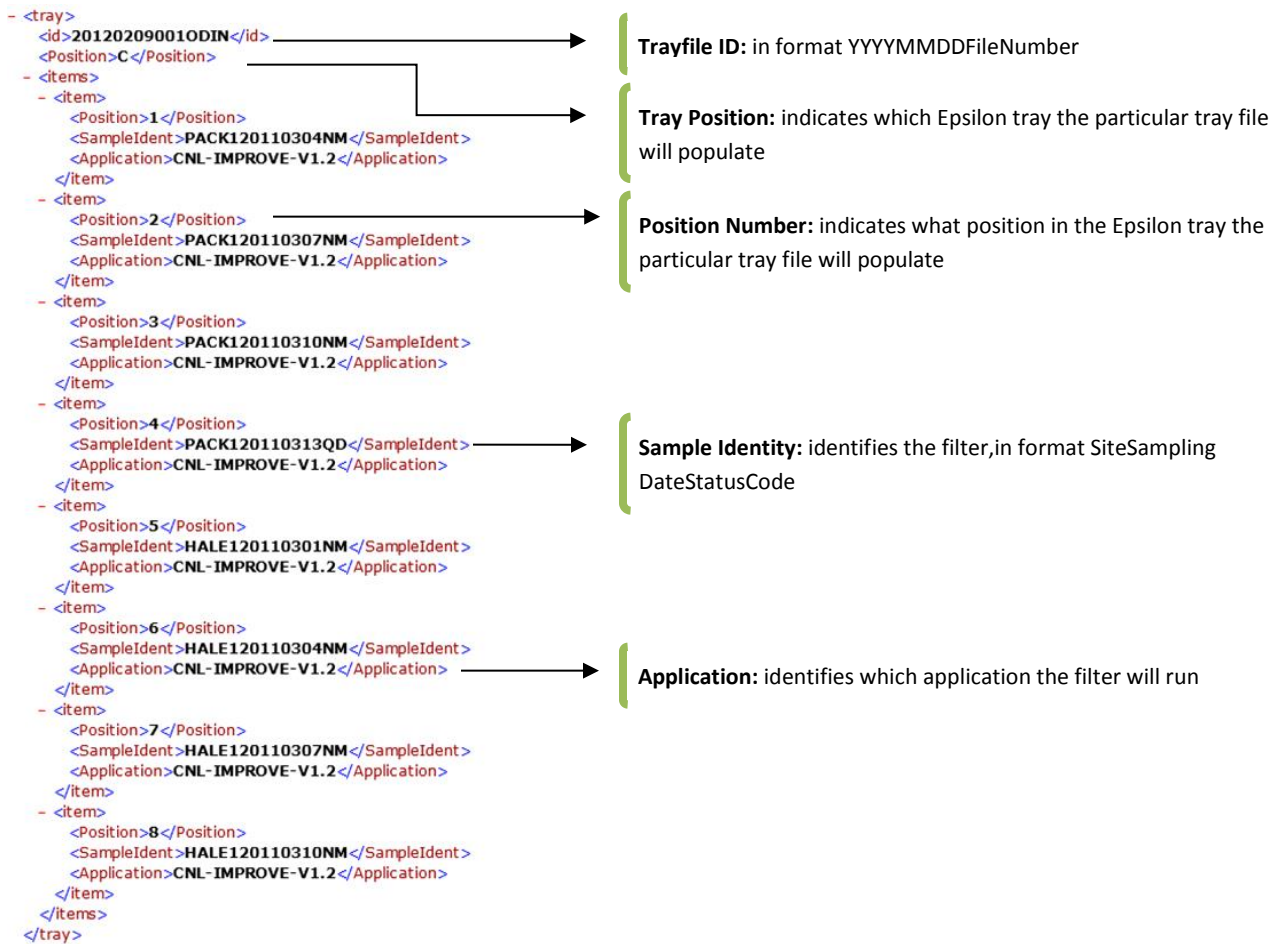 - <tray>
<id>20120209001ODIN</id>
<Position>C</Position>
- <items>
- <item>
<Position>1</Position>
<SampleIdent>PACK120110304NM</SampleIdent>
<Application>CNL-IMPROVE-V1.2</Application>
</item>
- <item>
<Position>2</Position>
<SampleIdent>PACK120110307NM</SampleIdent>
<Application>CNL-IMPROVE-V1.2</Application>
</item>
- <item>
<Position>3</Position>
<SampleIdent>PACK120110310NM</SampleIdent>
<Application>CNL-IMPROVE-V1.2</Application>
</item>
- <item>
<Position>4</Position>
<SampleIdent>PACK120110313QD</SampleIdent>
<Application>CNL-IMPROVE-V1.2</Application>
</item>
- <item>
<Position>5</Position>
<SampleIdent>HALE120110301NM</SampleIdent>
<Application>CNL-IMPROVE-V1.2</Application>
</item>
- <item>
<Position>6</Position>
<SampleIdent>HALE120110304NM</SampleIdent>
<Application>CNL-IMPROVE-V1.2</Application>
</item>
- <item>
<Position>7</Position>
<SampleIdent>HALE120110307NM</SampleIdent>
<Application>CNL-IMPROVE-V1.2</Application>
</item>
- <item>
<Position>8</Position>
<SampleIdent>HALE120110310NM</SampleIdent>
<Application>CNL-IMPROVE-V1.2</Application>
</item>
</items>
</tray>
Trayfile ID: in format YYYYMMDDFileNumber
Tray Position: indicates which Epsilon tray the particular tray file
will populate
Position Number: indicates what position in the Epsilon tray the
particular tray file will populate
Sample Identity: identifies the filter,in format SiteSampling
DateStatusCode
Application: identifies which application the filter will run